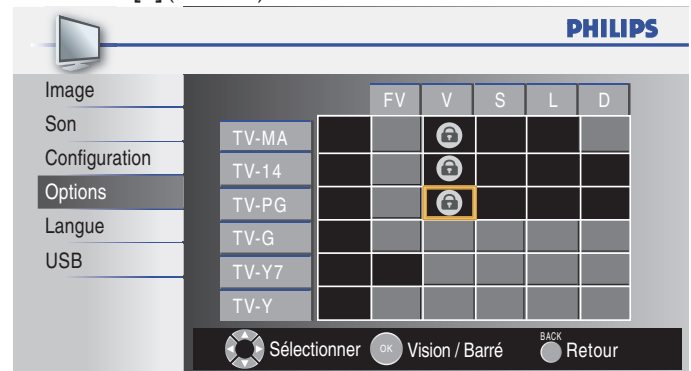 PHILIPS
Image
Son
Configuration
Options
Langue
USB
FV V S L D
TV-MA
TV-14
TV-PG
TV-G
TV-Y7
TV-Y
Sélectionner OK Vision / Barré BACK Retour